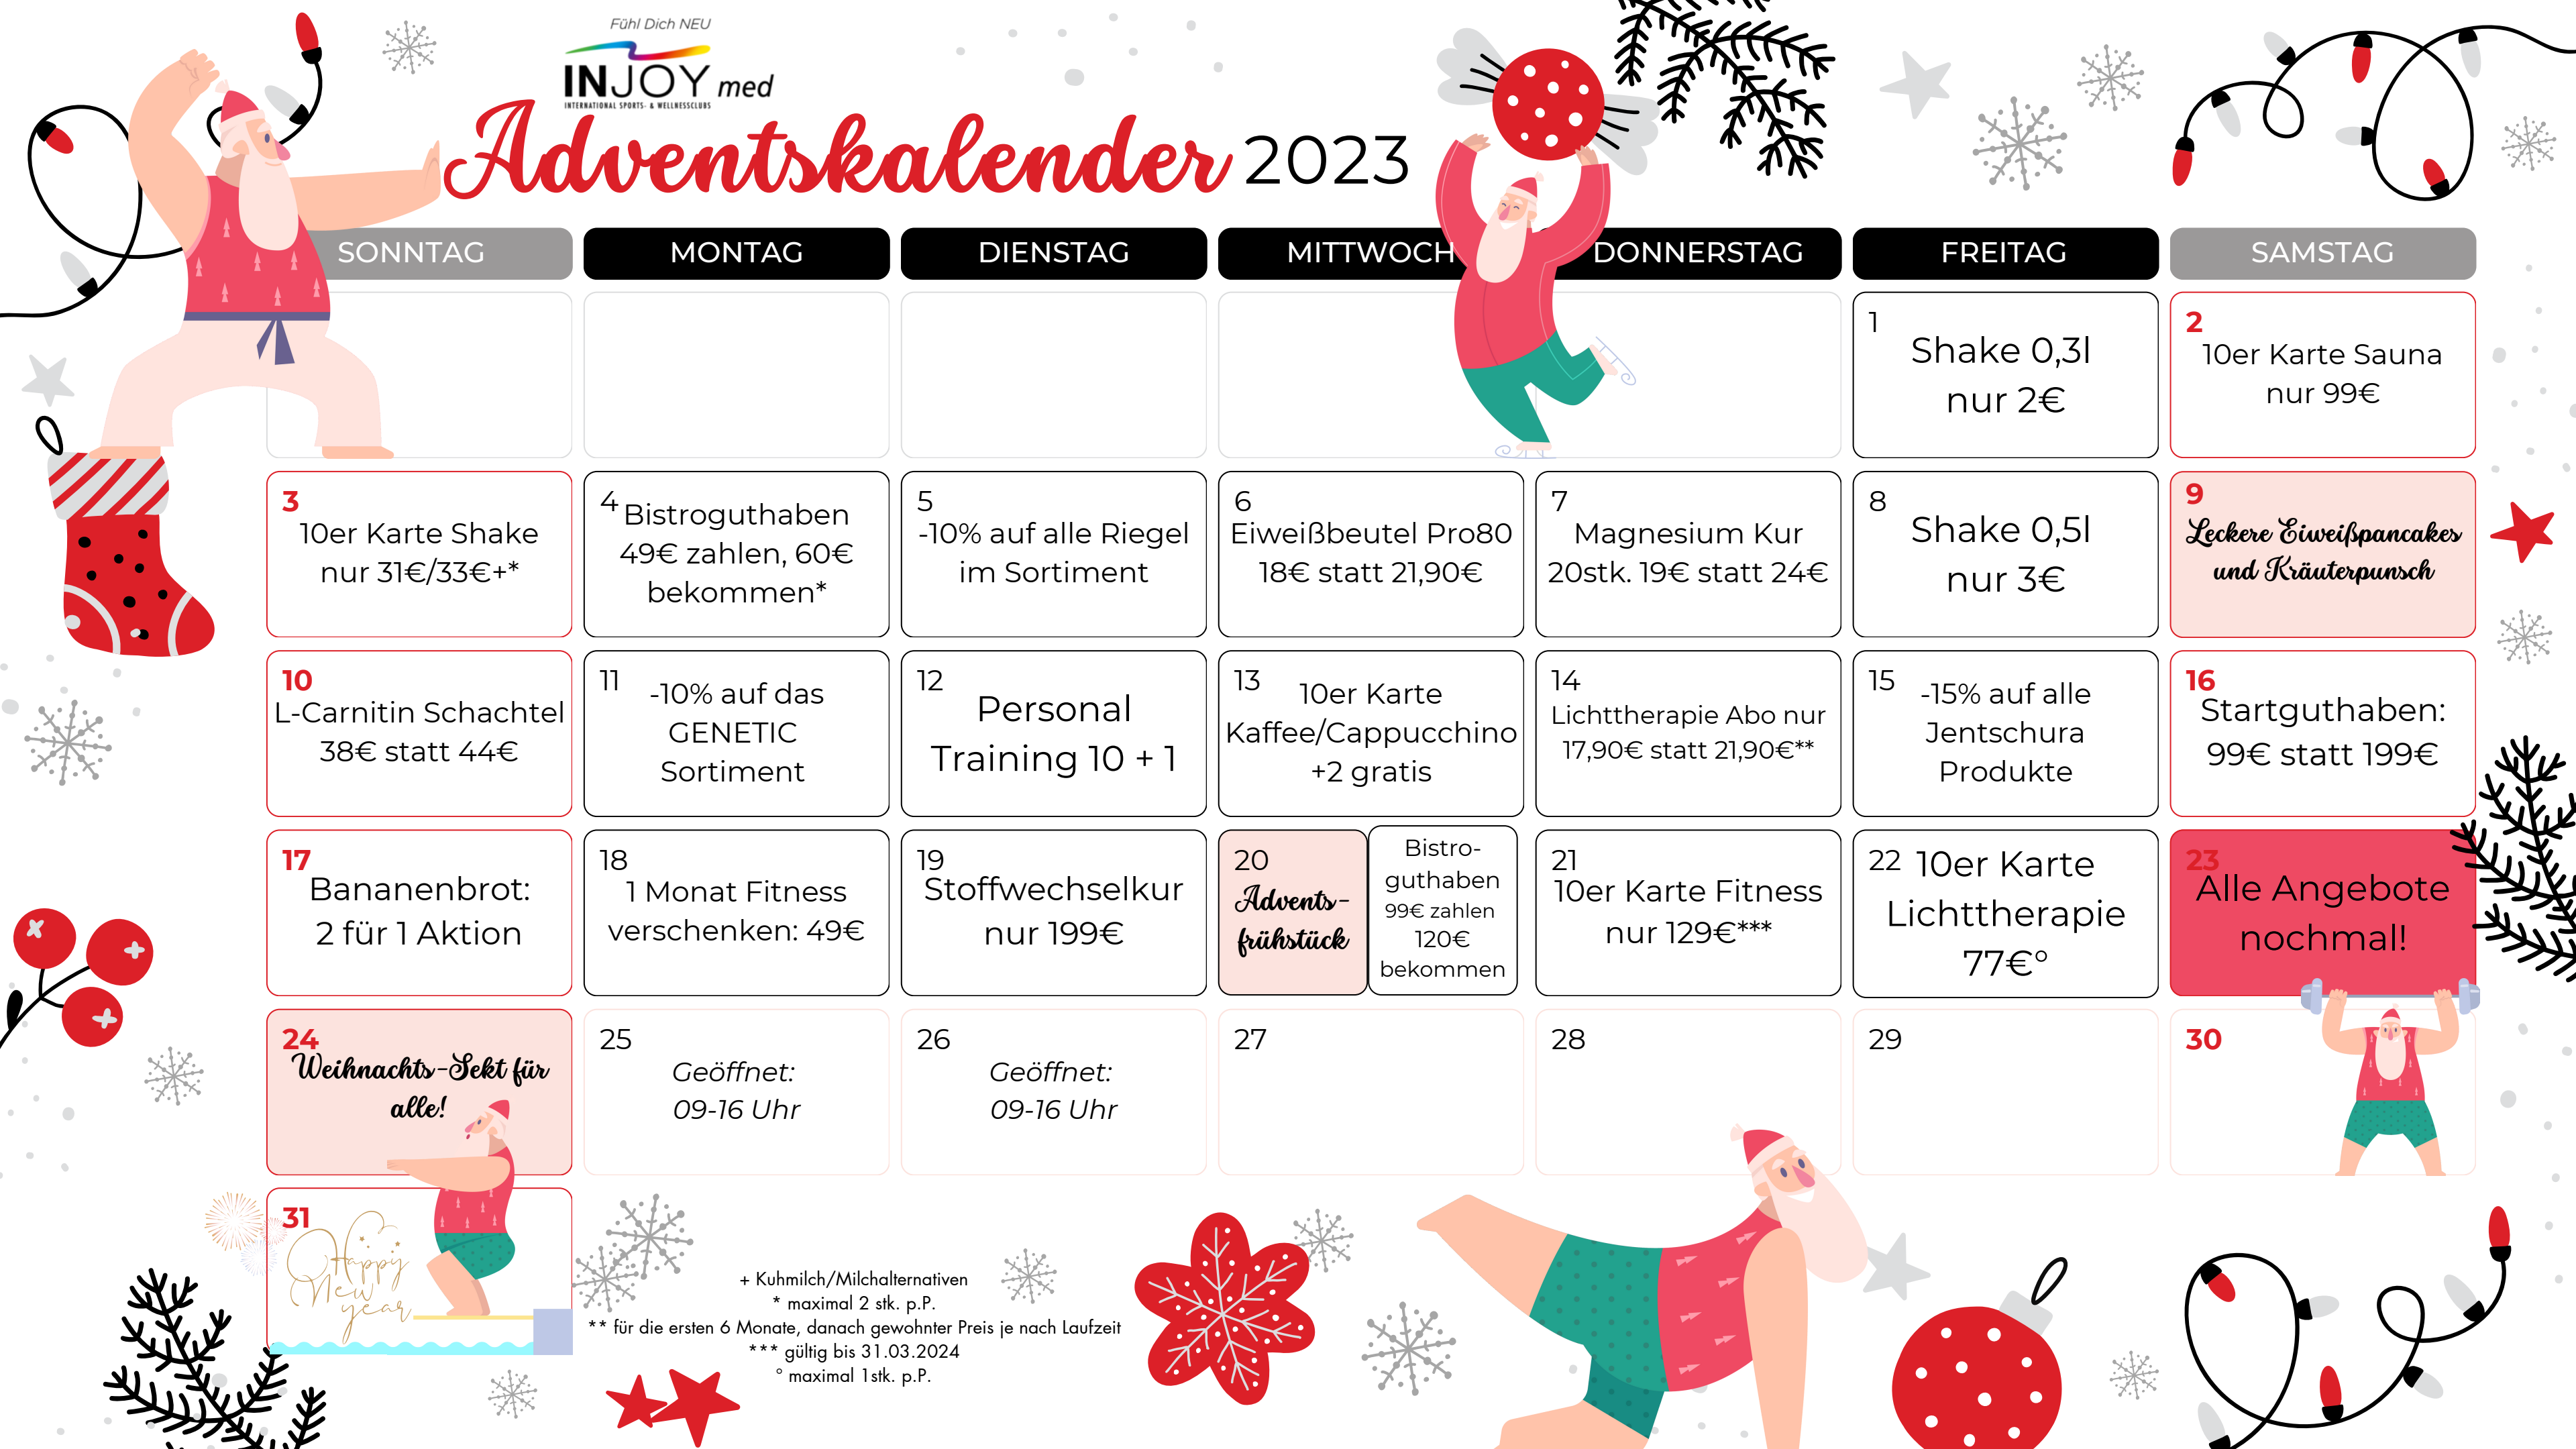 Fühl Dich NEU
INJOY med
INTERNATIONAL SPORTS- & WELLNESSCLUBS
Adventskalender 2023
SONNTAG
MONTAG
DIENSTAG
MITTWOCH
DONNERSTAG
FREITAG
SAMSTAG
1
Shake 0,3l
nur 2€
2
10er Karte Sauna
nur 99€
3
10er Karte Shake
nur 31€/33€+*
4
Bistroguthaben
49€ zahlen, 60€
bekommen*
5
-10% auf alle Riegel
im Sortiment
6
Eiweißbeutel Pro80
18€ statt 21,90€
7
Magnesium Kur
20stk. 19€ statt 24€
8
Shake 0,5l
nur 3€
9
Leckere Eiweißpancakes
und Kräuterpunsch
10
L-Carnitin Schachtel
38€ statt 44€
11
-10% auf das
GENETIC
Sortiment
12
Personal
Training 10 + 1
13
10er Karte
Kaffee/Cappucchino
+2 gratis
14
Lichttherapie Abo nur
17,90€ statt 21,90€**
15
-15% auf alle
Jentschura
Produkte
16
Startguthaben:
99€ statt 199€
17
Bananenbrot:
2 für 1 Aktion
18
1 Monat Fitness
verschenken: 49€
19
Stoffwechselkur
nur 199€
20
Advents-
frühstück
Bistro-
guthaben
99€ zahlen
120€
bekommen
21
10er Karte Fitness
nur 129€***
22
10er Karte
Lichttherapie
77€°
23
Alle Angebote
nochmal!
24
Weihnachts-Sekt für
alle!
25
Geöffnet:
09-16 Uhr
26
Geöffnet:
09-16 Uhr
27
28
29
30
31
Happy
New
year
+ Kuhmilch/Milchalternativen
* maximal 2 stk. p.P.
** für die ersten 6 Monate, danach gewohnter Preis je nach Laufzeit
*** gültig bis 31.03.2024
° maximal 1stk. p.P.